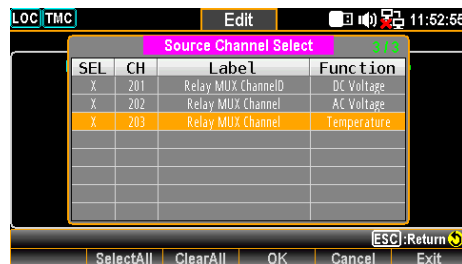 LOC TMC Edit 11:52:55
Source Channel Select 3/3
SEL CH Label Function
X 201 Relay MUX ChannelD DC Voltage
X 202 Relay MUX Channel AC Voltage
X 203 Relay MUX Channel Temperature
ESC :Return
SelectAll ClearAll OK Cancel Exit